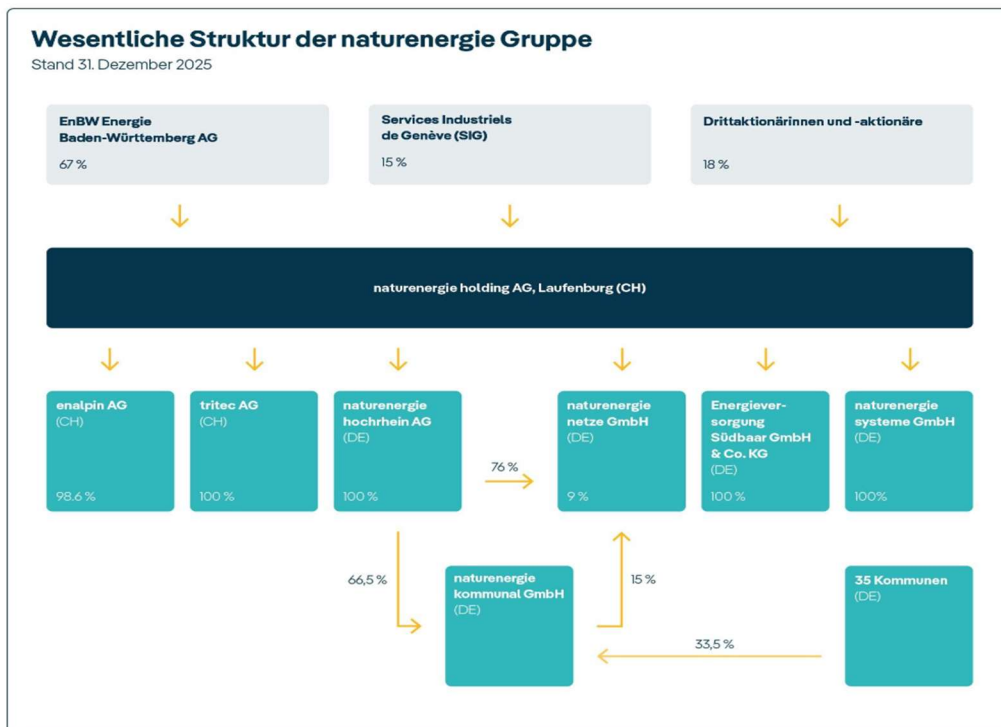 Wesentliche Struktur der naturenergie Gruppe
Stand 31. Dezember 2025
EnBW Energie
Baden-Württemberg AG
67 %
Services Industriels
de Genève (SIG)
15 %
Drittaktionärinnen und -aktionäre
18 %
naturenergie holding AG, Laufenburg (CH)
enalpin AG
(CH)
98.6 %
tritec AG
(CH)
100 %
naturenergie
hochrhein AG
(DE)
100 %
76 %
naturenergie
netze GmbH
(DE)
9 %
Energiever-
sorgung
Südbaar GmbH
& Co. KG
(DE)
100 %
naturenergie
systeme GmbH
(DE)
100%
66,5 %
naturenergie
kommunal GmbH
(DE)
15 %
33,5 %
35 Kommunen
(DE)